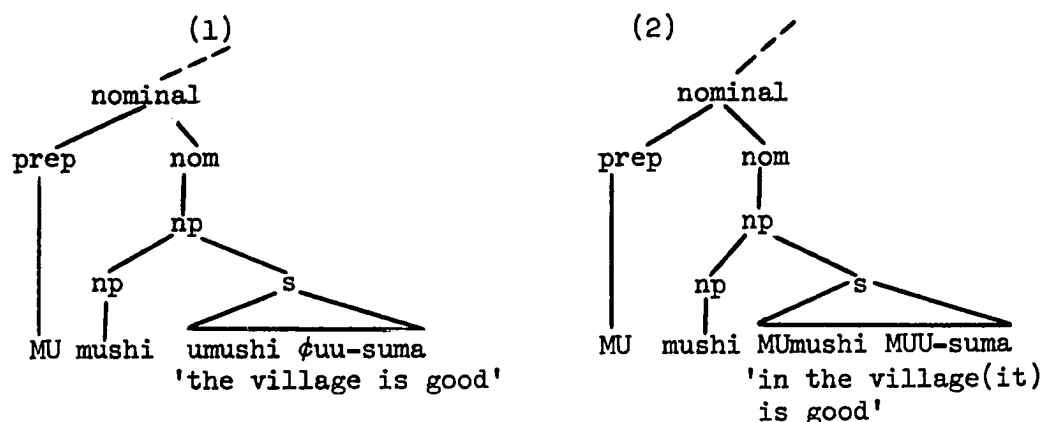 (1) (2)
nominal nominal
prep nom prep nom
np np
np s np s
MU mushi umushi ɸuu-suma MU mushi MUmushi MUU-suma
'the village is good' 'in the village(it)
is good'